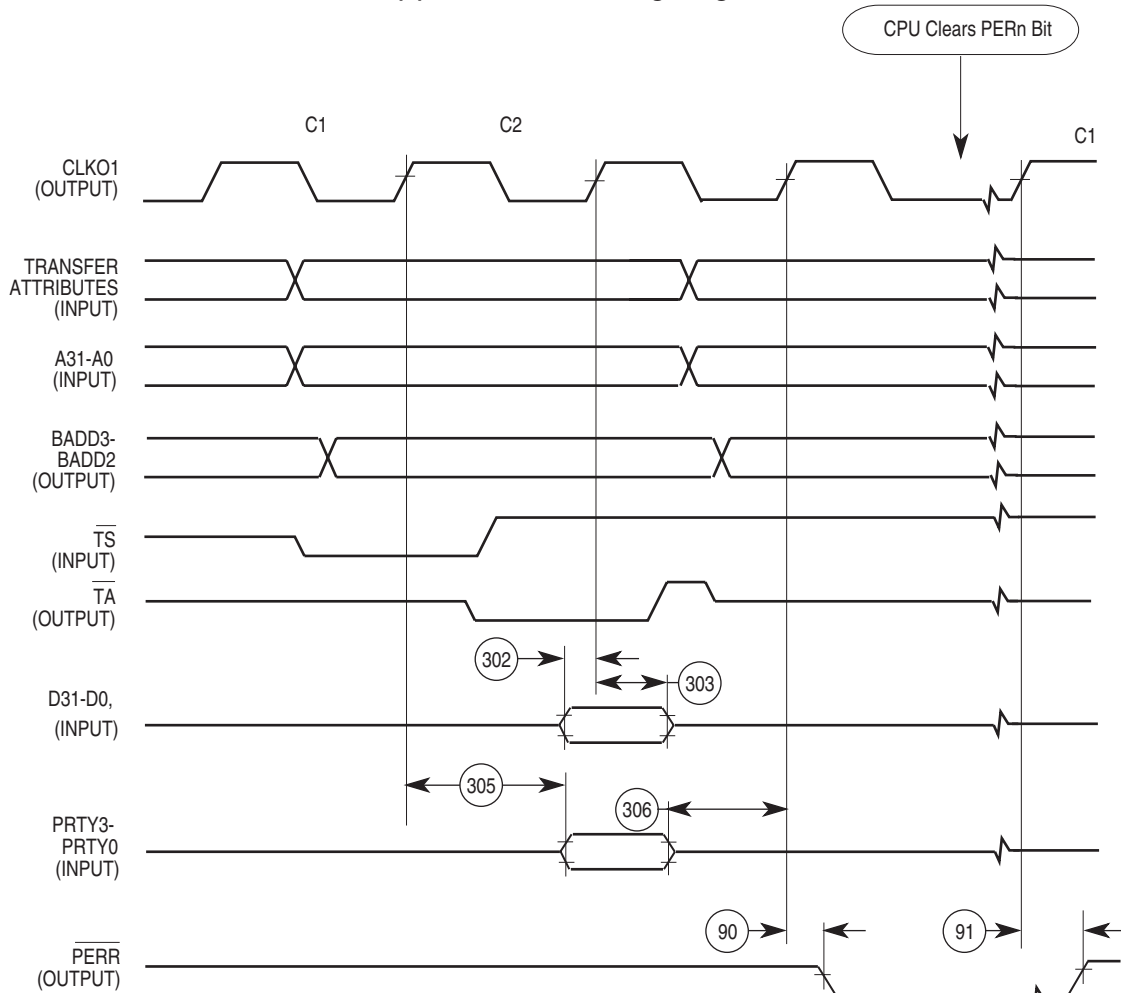 CPU Clears PERn Bit
C1
C2
C1
CLKO1
(OUTPUT)
TRANSFER
ATTRIBUTES
(INPUT)
A31-A0
(INPUT)
BADD3-
BADD2
(OUTPUT)
TS
(INPUT)
TA
(OUTPUT)
302
303
D31-D0,
(INPUT)
305
306
PRTY3-
PRTY0
(INPUT)
90
91
PERR
(OUTPUT)